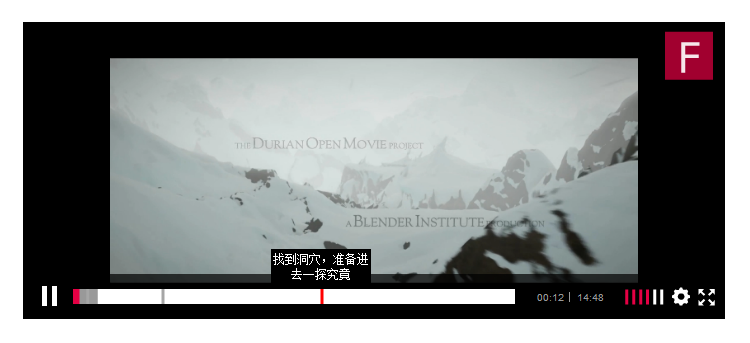 F
THE DURIAN OPEN MOVIE PROJECT
A BLENDER INSTITUTE PRODUCTION
找到洞穴，准备进
去一探究竟
00:12 | 14:48